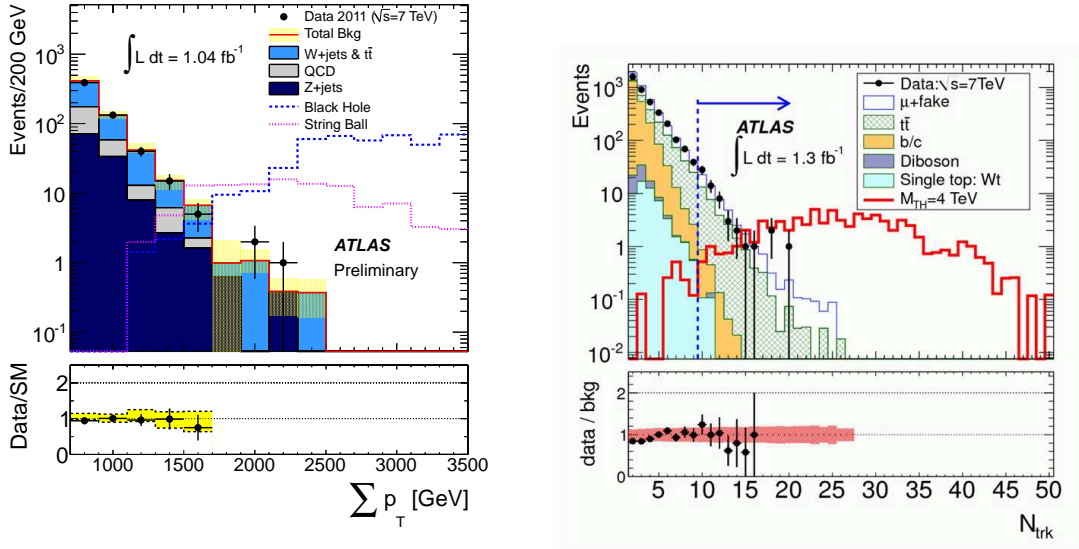 Events/200 GeV
10³
10²
10
1
10⁻¹
∫L dt = 1.04 fb⁻¹
Data 2011 (√s=7 TeV)
Total Bkg
W+jets & tt̄
QCD
Z+jets
Black Hole
String Ball
ATLAS
Preliminary
Data/SM
2
1
0
1000 1500 2000 2500 3000 3500
∑ p_T [GeV]
Events
10³
10²
10
1
10⁻¹
10⁻²
ATLAS
∫L dt = 1.3 fb⁻¹
Data:√s=7TeV
μ+fake
tt̄
b/c
Diboson
Single top: Wt
M_TH=4 TeV
data / bkg
2
1
0
5 10 15 20 25 30 35 40 45 50
N_trk